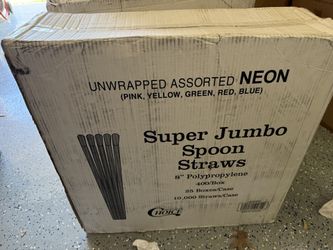 UNWRAPPED ASSORTED NEON
(PINK, YELLOW, GREEN, RED, BLUE)
Super Jumbo
Spoon
Straws
8" Polypropylene
400/Box
25 Boxes/Case
10,000 Straws/Case
CHOICE